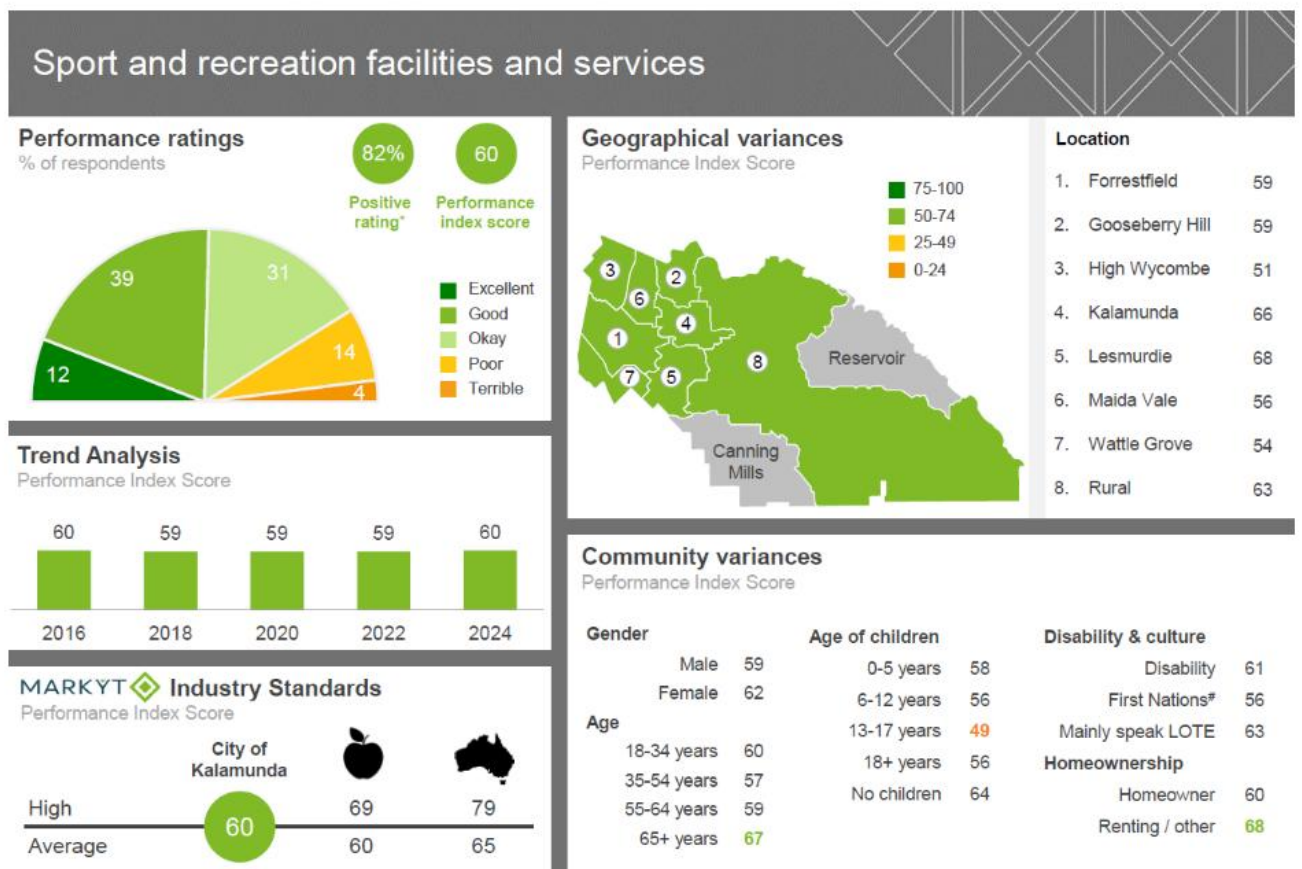 Sport and recreation facilities and services
Performance ratings
% of respondents
82%
60
Positive rating*
Performance index score
12
39
31
14
4
Excellent
Good
Okay
Poor
Terrible
Trend Analysis
Performance Index Score
60 59 59 59 60
2016 2018 2020 2022 2024
MARKYT Industry Standards
Performance Index Score
City of
Kalamunda
High 69 79
60
Average 60 65
Geographical variances
Performance Index Score
75-100
50-74
25-49
0-24
3
2
6
4
1
8
7
5
Reservoir
Canning
Mills
Location
1. Forrestfield 59
2. Gooseberry Hill 59
3. High Wycombe 51
4. Kalamunda 66
5. Lesmurdie 68
6. Maida Vale 56
7. Wattle Grove 54
8. Rural 63
Community variances
Performance Index Score
Gender
Male 59
Female 62
Age
18-34 years 60
35-54 years 57
55-64 years 59
65+ years 67
Age of children
0-5 years 58
6-12 years 56
13-17 years 49
18+ years 56
No children 64
Disability & culture
Disability 61
First Nations# 56
Mainly speak LOTE 63
Homeownership
Homeowner 60
Renting / other 68